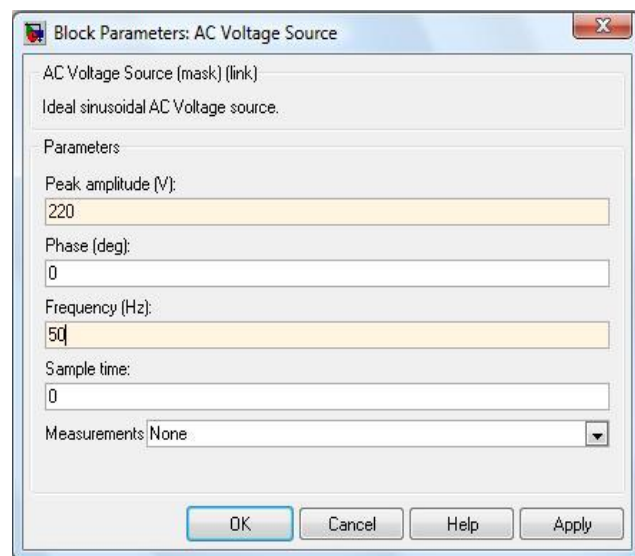 Block Parameters: AC Voltage Source
AC Voltage Source (mask) (link)
Ideal sinusoidal AC Voltage source.
Parameters
Peak amplitude (V):
220
Phase (deg):
0
Frequency (Hz):
50
Sample time:
0
Measurements None
OK Cancel Help Apply